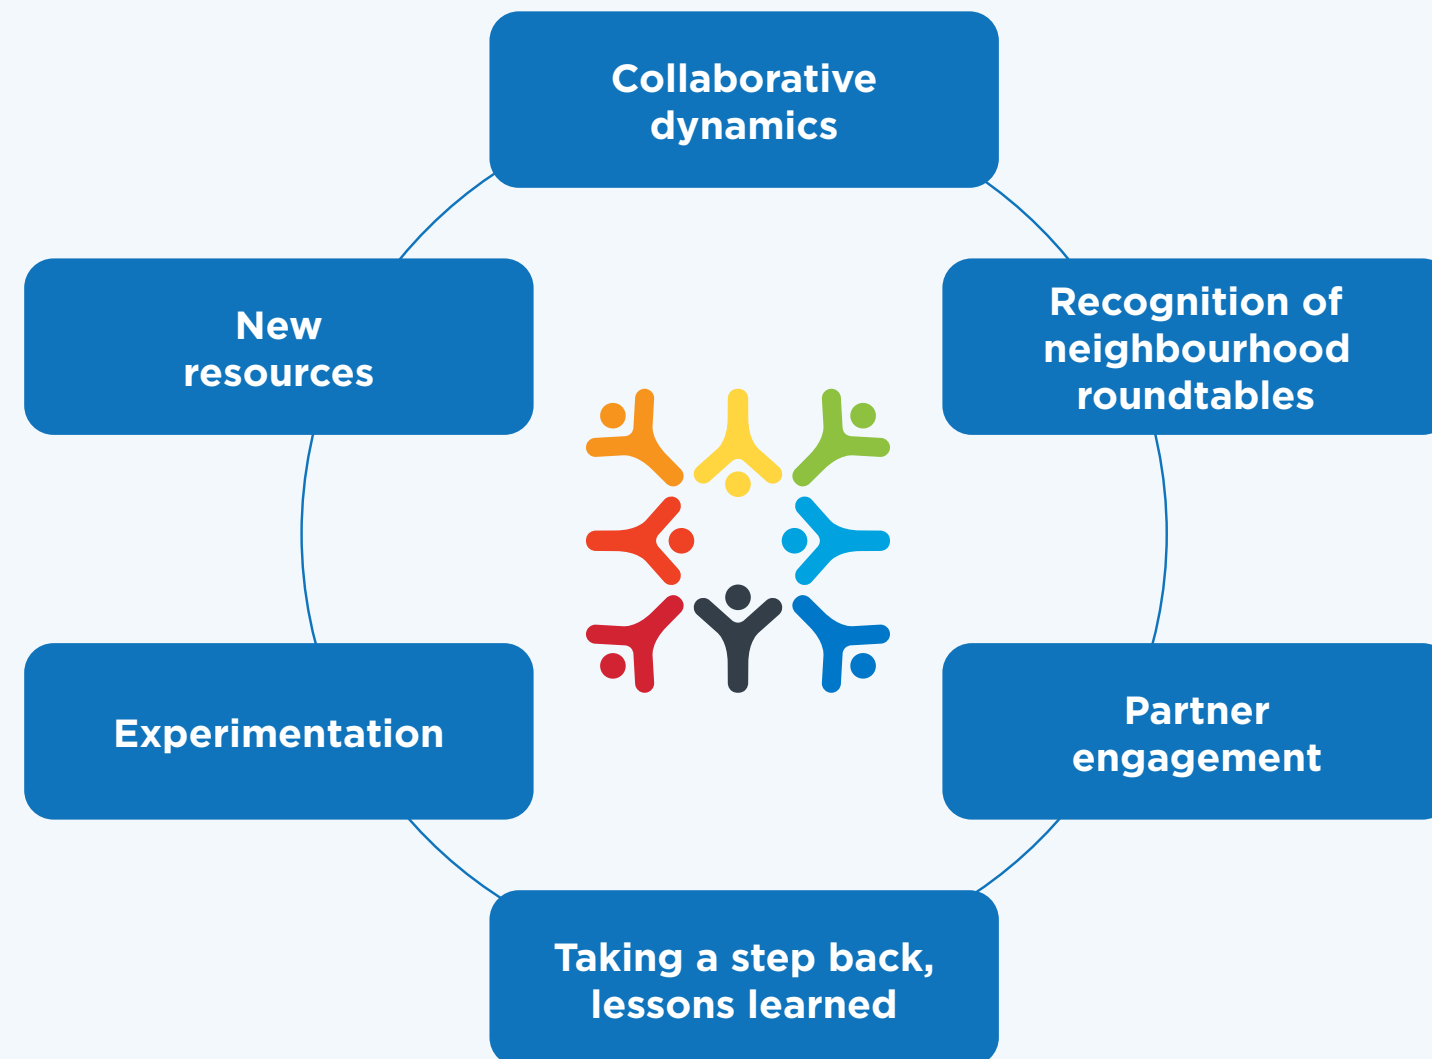 Collaborative
dynamics
Recognition of
neighbourhood
roundtables
Partner
engagement
Taking a step back,
lessons learned
Experimentation
New
resources